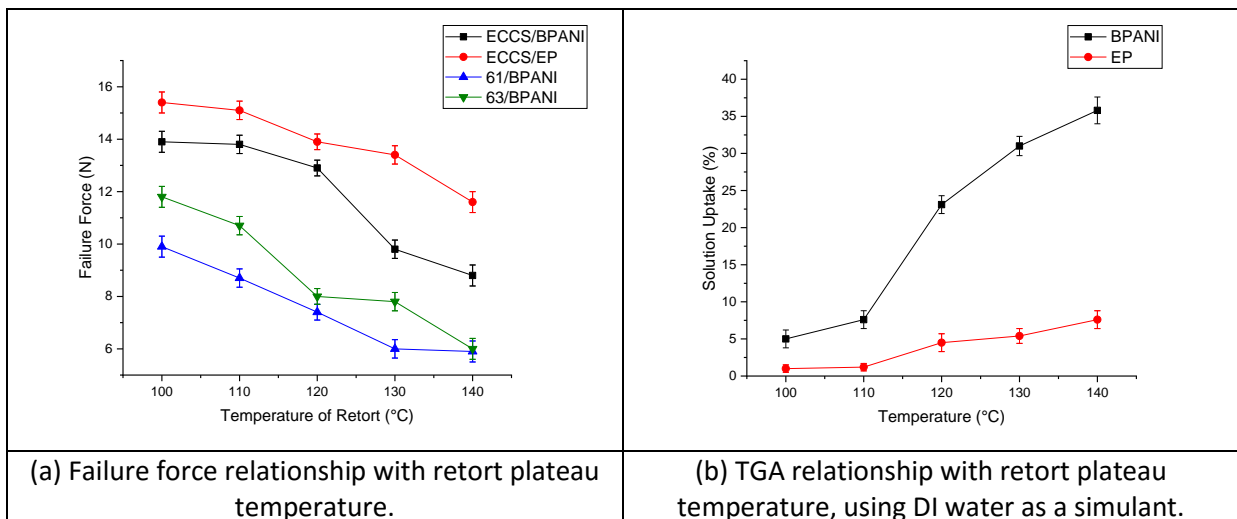 ECCS/BPANI
ECCS/EP
61/BPANI
63/BPANI
16
14
12
10
8
6
Failure Force (N)
100 110 120 130 140
Temperature of Retort (°C)
BPANI
EP
40
35
30
25
20
15
10
5
0
Solution Uptake (%)
100 110 120 130 140
Temperature (°C)
(a) Failure force relationship with retort plateau
temperature.
(b) TGA relationship with retort plateau
temperature, using DI water as a simulant.